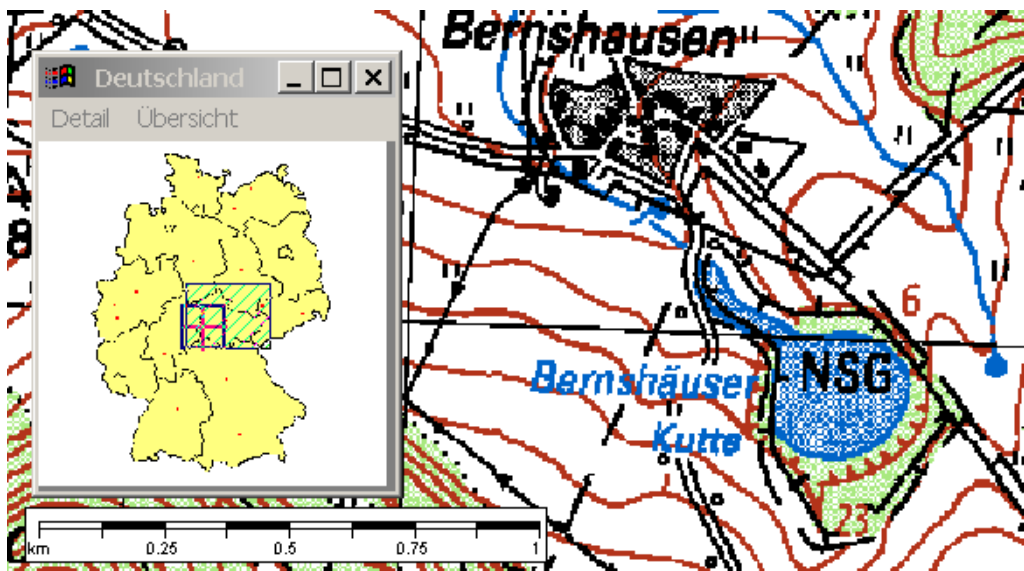 Bernshausen
Deutschland
Detail Übersicht
6
NSG
Bernshäuser
Kutte
23
km 0.25 0.5 0.75 1